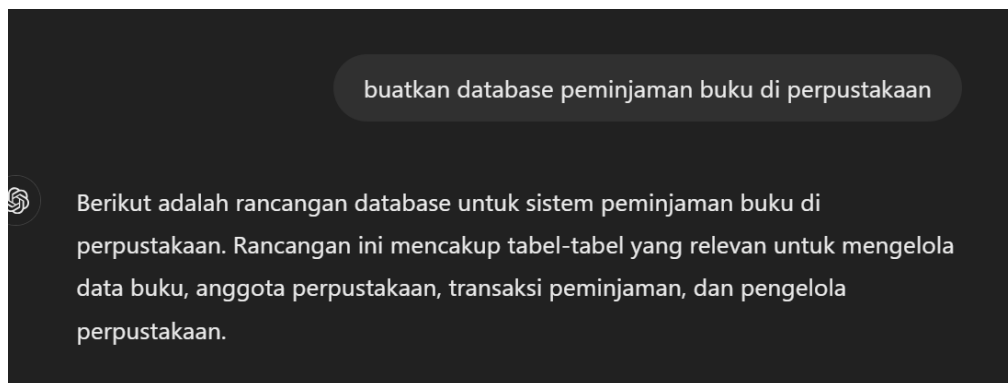 buatkan database peminjaman buku di perpustakaan
Berikut adalah rancangan database untuk sistem peminjaman buku di
perpustakaan. Rancangan ini mencakup tabel-tabel yang relevan untuk mengelola
data buku, anggota perpustakaan, transaksi peminjaman, dan pengelola
perpustakaan.